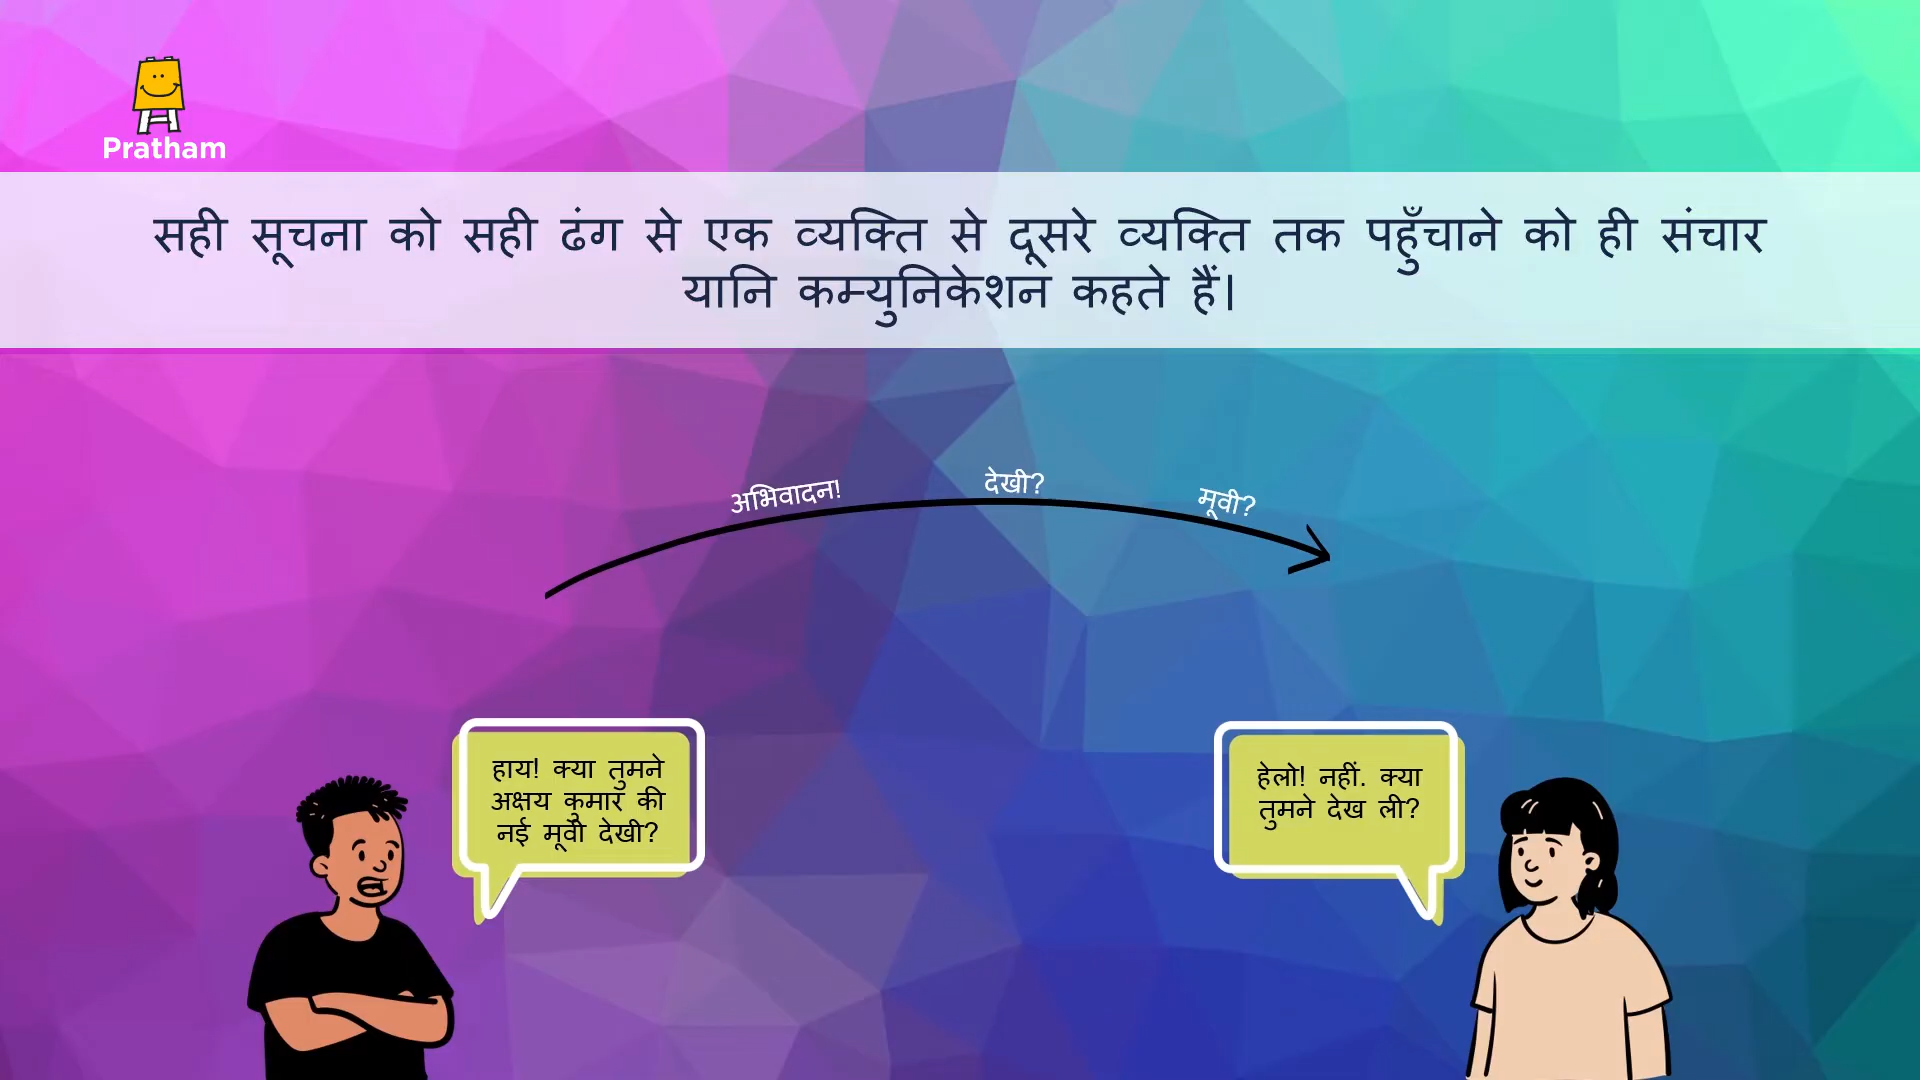 Pratham
सही सूचना को सही ढंग से एक व्यक्ति से दूसरे व्यक्ति तक पहुँचाने को ही संचार
यानि कम्युनिकेशन कहते हैं।
अभिवादन! देखी? मूवी?
हाय! क्या तुमने
अक्षय कुमार की
नई मूवी देखी?
हेलो! नहीं. क्या
तुमने देख ली?